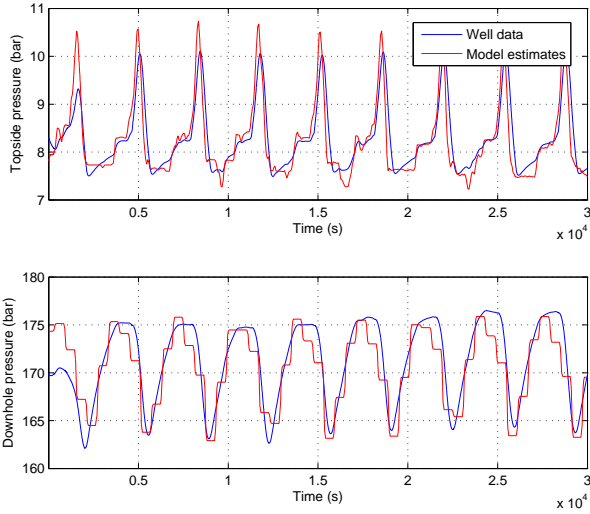 Topside pressure (bar)
11
10
9
8
7
Well data
Model estimates
0.5 1 1.5 2 2.5 3
Time (s)
x 10^4
Downhole pressure (bar)
180
175
170
165
160
0.5 1 1.5 2 2.5 3
Time (s)
x 10^4